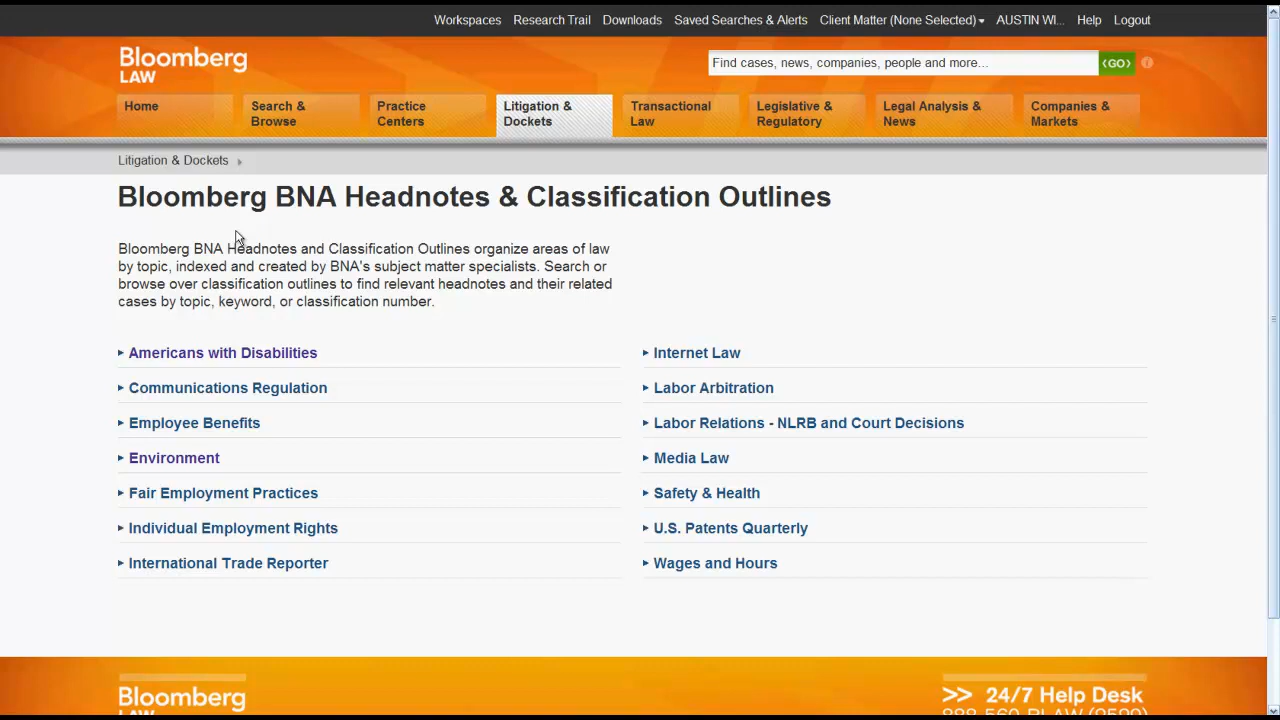 Workspaces Research Trail Downloads Saved Searches & Alerts Client Matter (None Selected) AUSTIN WI... Help Logout
Bloomberg
LAW
Find cases, news, companies, people and more...
GO
Home
Search &
Browse
Practice
Centers
Litigation &
Dockets
Transactional
Law
Legislative &
Regulatory
Legal Analysis &
News
Companies &
Markets
Litigation & Dockets
Bloomberg BNA Headnotes & Classification Outlines
Bloomberg BNA Headnotes and Classification Outlines organize areas of law
by topic, indexed and created by BNA's subject matter specialists. Search or
browse over classification outlines to find relevant headnotes and their related
cases by topic, keyword, or classification number.
Americans with Disabilities
Communications Regulation
Employee Benefits
Environment
Fair Employment Practices
Individual Employment Rights
International Trade Reporter
Internet Law
Labor Arbitration
Labor Relations - NLRB and Court Decisions
Media Law
Safety & Health
U.S. Patents Quarterly
Wages and Hours
Bloomberg
LAW
>> 24/7 Help Desk